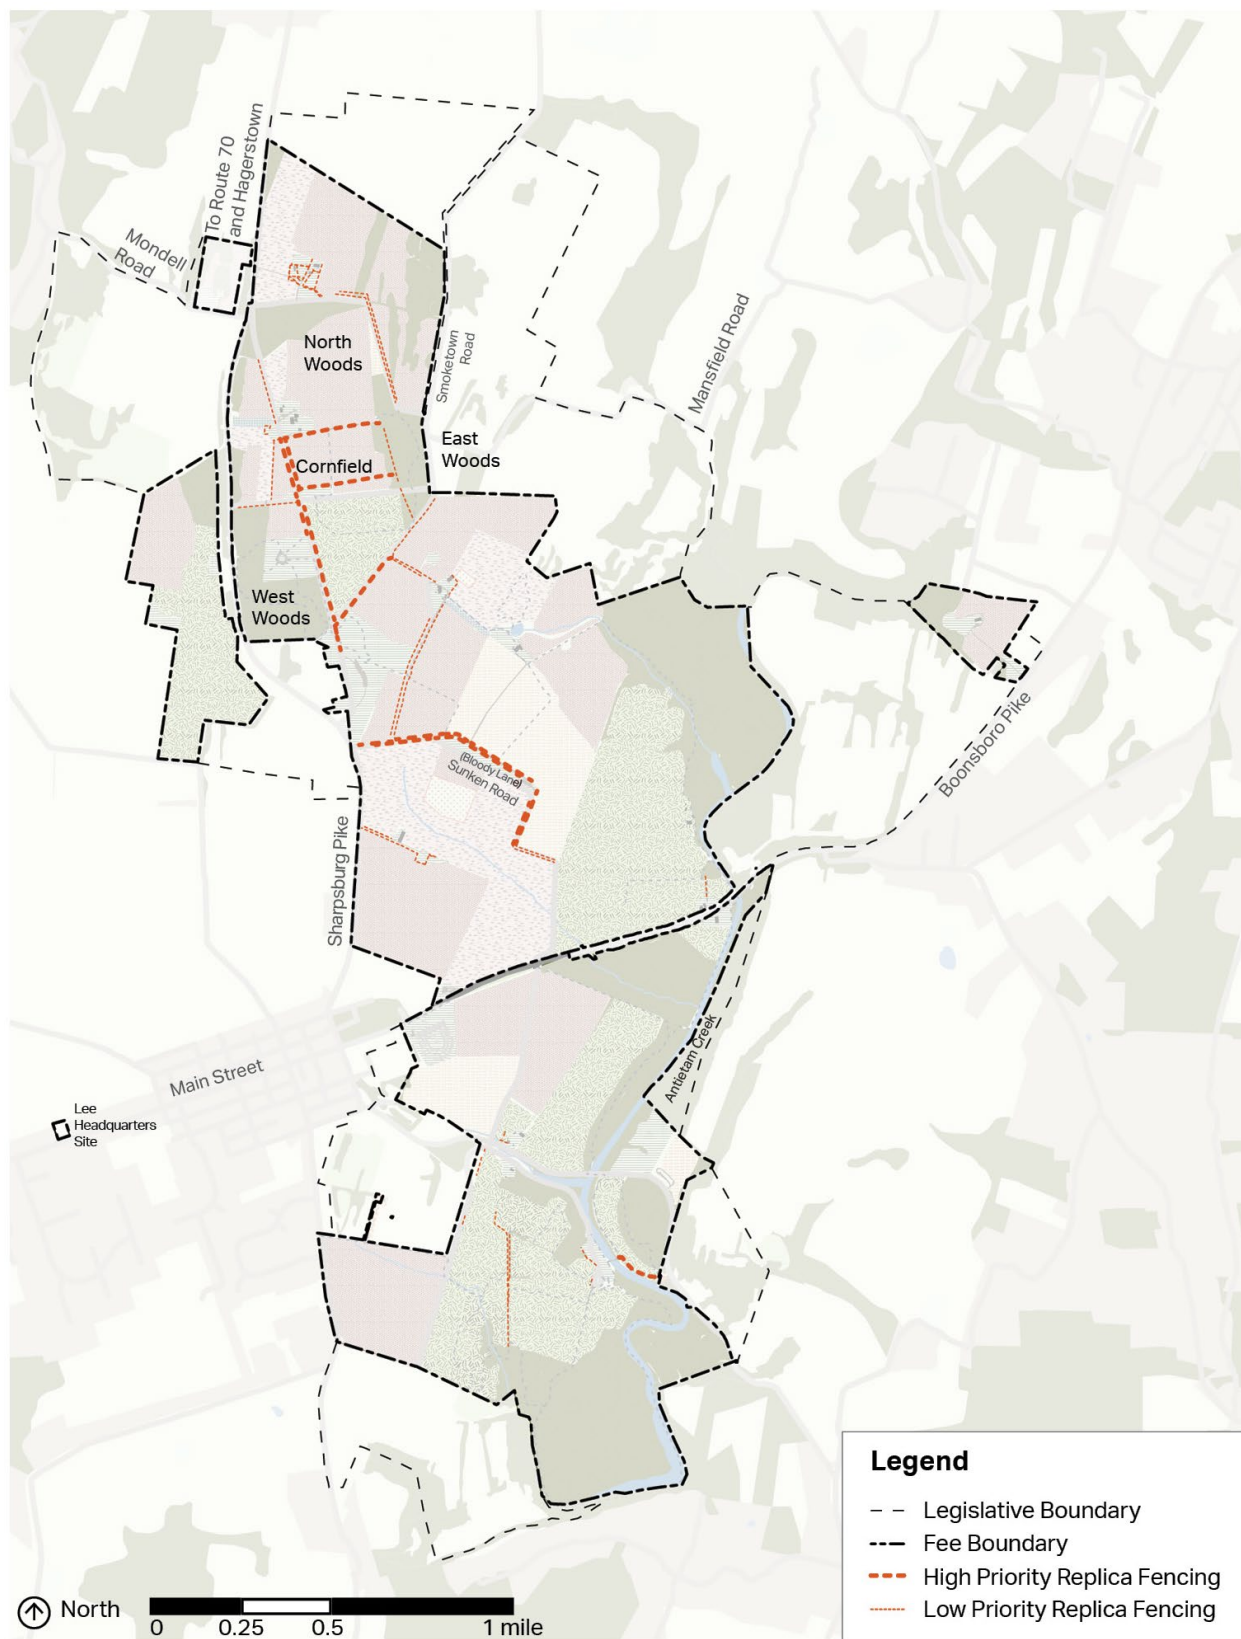 To Route 70
and Hagerstown
Mondell
Road
North
Woods
Smoketown
Road
Mansfield Road
East
Woods
Cornfield
West
Woods
(Bloody Lane)
Sunken Road
Boonsboro Pike
Sharpsburg Pike
Antietam Creek
Main Street
Lee
Headquarters
Site
Legend
Legislative Boundary
Fee Boundary
High Priority Replica Fencing
Low Priority Replica Fencing
North
0 0.25 0.5 1 mile